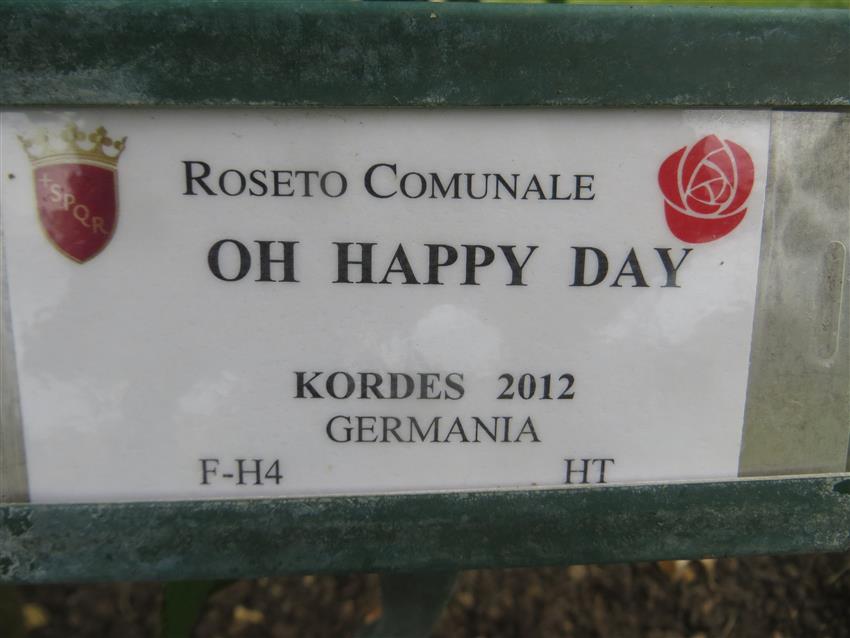 +SPQR
ROSETO COMUNALE
OH HAPPY DAY
KORDES 2012
GERMANIA
F-H4 HT